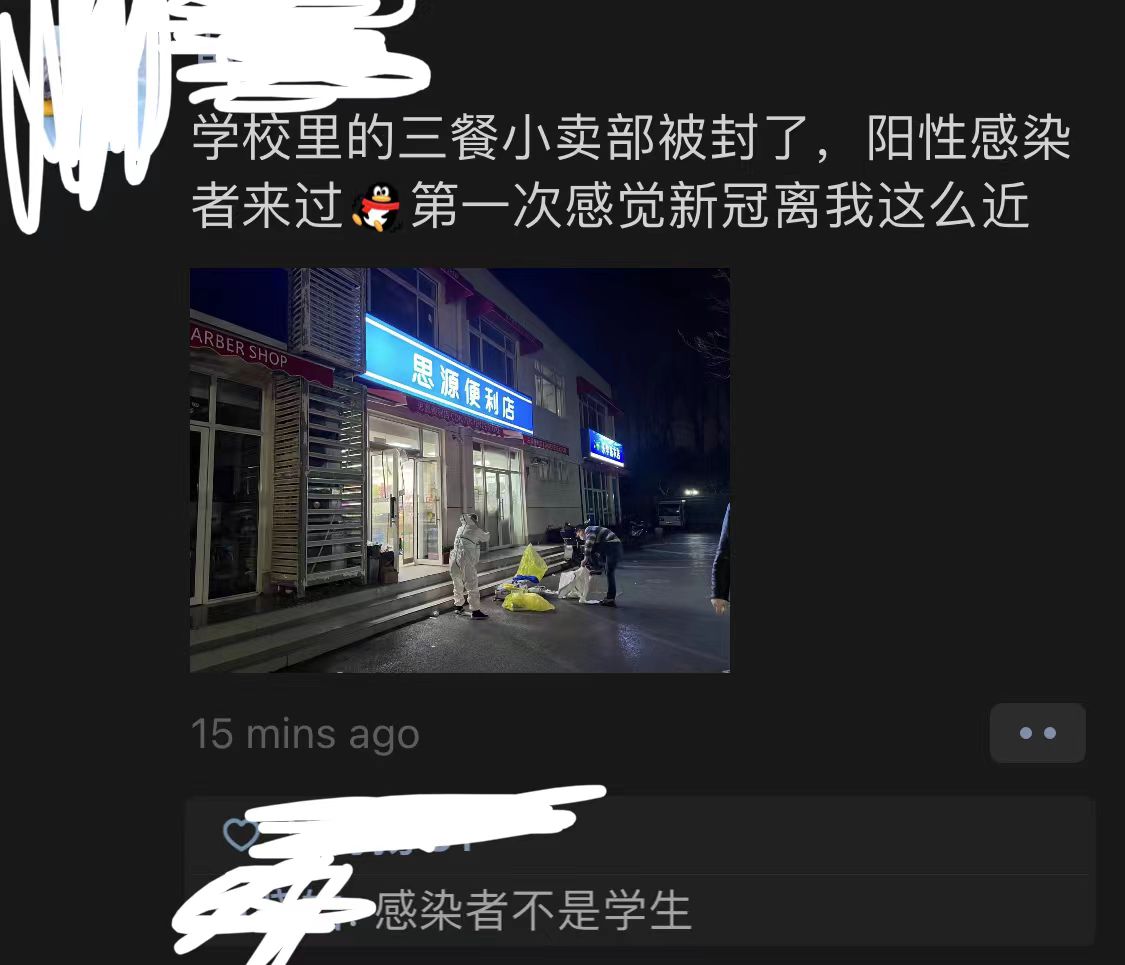 学校里的三餐小卖部被封了，阳性感染
者来过🐧第一次感觉新冠离我这么近
ARBER SHOP
思源便利店
15 mins ago
感染者不是学生